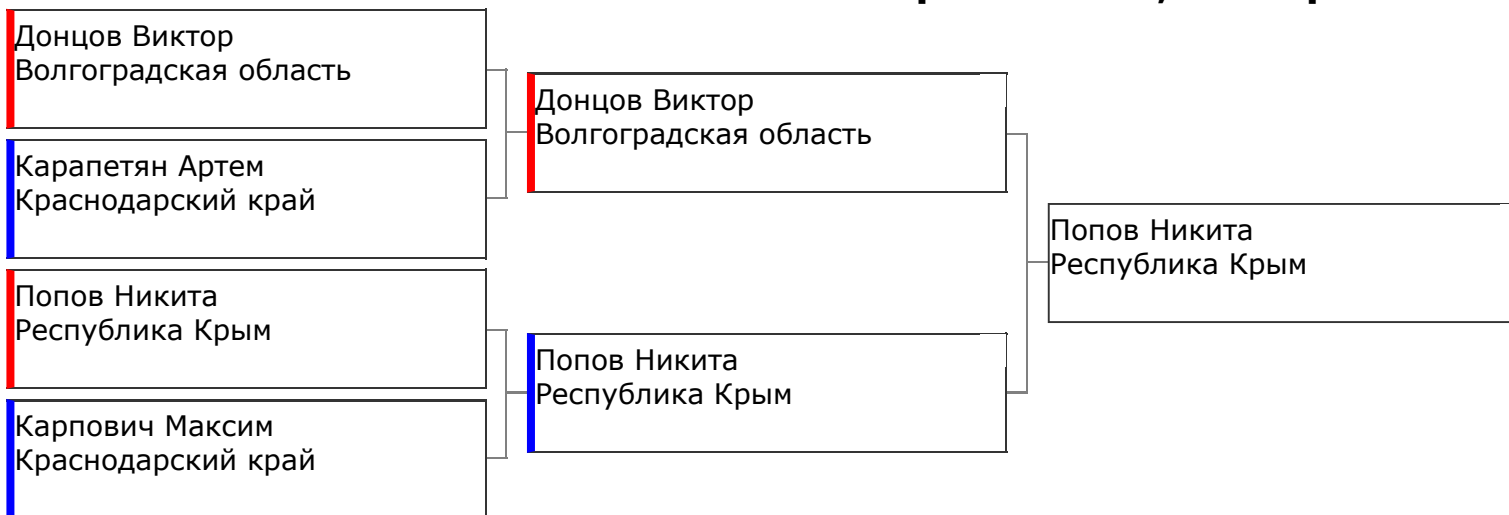 Донцов Виктор
Волгоградская область
Карапетян Артем
Краснодарский край
Попов Никита
Республика Крым
Карпович Максим
Краснодарский край
Донцов Виктор
Волгоградская область
Попов Никита
Республика Крым
Попов Никита
Республика Крым